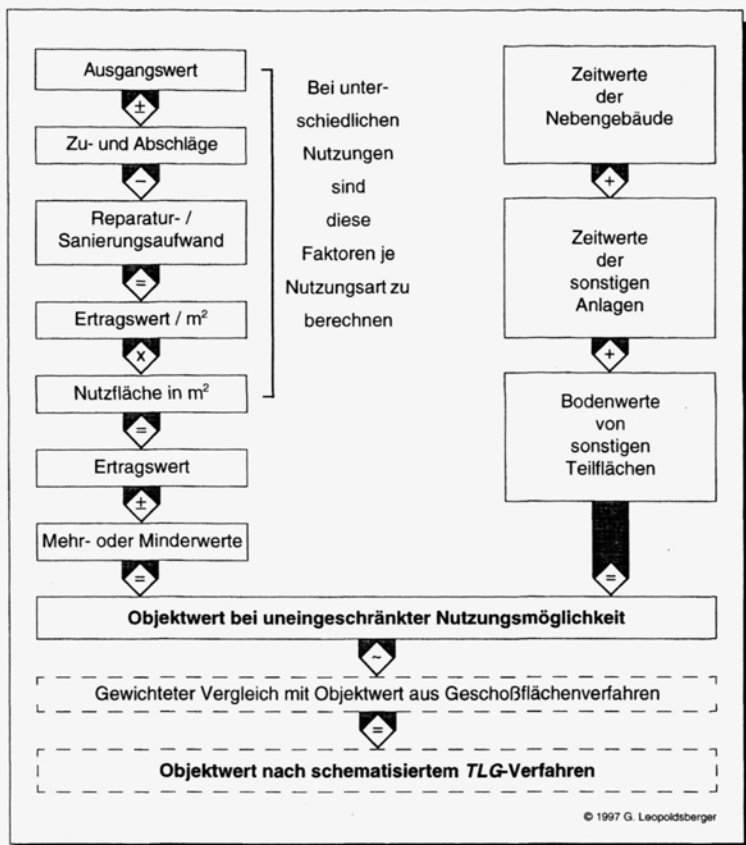 Ausgangswert
±
Zu- und Abschläge
−
Reparatur- /
Sanierungsaufwand
=
Ertragswert / m²
x
Nutzfläche in m²
=
Ertragswert
±
Mehr- oder Minderwerte
=
Bei unter-
schiedlichen
Nutzungen
sind
diese
Faktoren je
Nutzungsart zu
berechnen
Zeitwerte
der
Nebengebäude
+
Zeitwerte
der
sonstigen
Anlagen
+
Bodenwerte
von
sonstigen
Teilflächen
=
Objektwert bei uneingeschränkter Nutzungsmöglichkeit
~
Gewichteter Vergleich mit Objektwert aus Geschoßflächenverfahren
=
Objektwert nach schematisiertem TLG-Verfahren
© 1997 G. Leopoldsberger